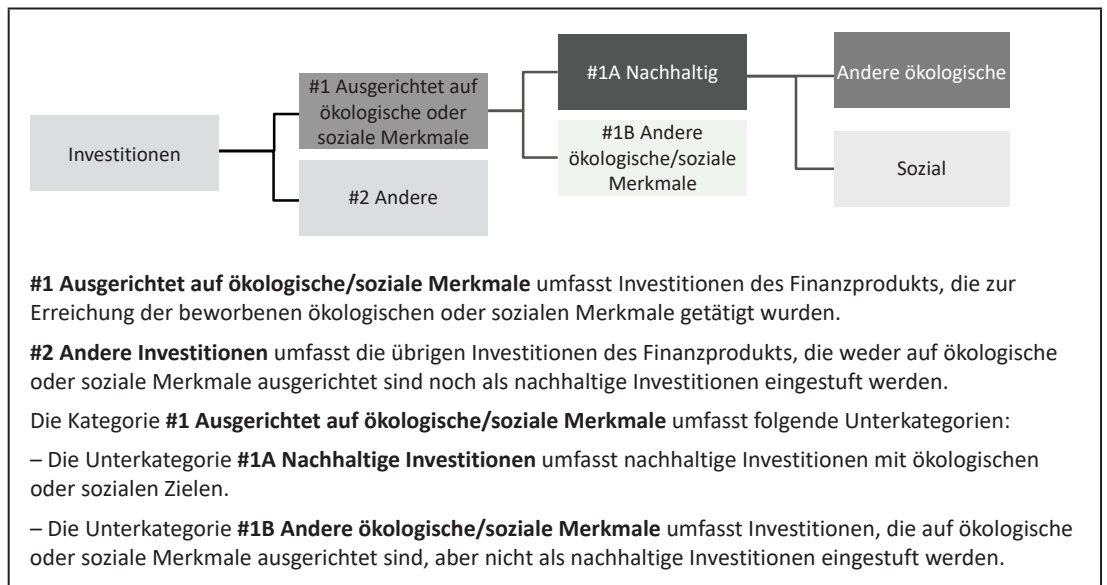 Investitionen
#1 Ausgerichtet auf
ökologische oder
soziale Merkmale
#2 Andere
#1A Nachhaltig
#1B Andere
ökologische/soziale
Merkmale
Andere ökologische
Sozial
#1 Ausgerichtet auf ökologische/soziale Merkmale umfasst Investitionen des Finanzprodukts, die zur
Erreichung der beworbenen ökologischen oder sozialen Merkmale getätigt wurden.
#2 Andere Investitionen umfasst die übrigen Investitionen des Finanzprodukts, die weder auf ökologische
oder soziale Merkmale ausgerichtet sind noch als nachhaltige Investitionen eingestuft werden.
Die Kategorie #1 Ausgerichtet auf ökologische/soziale Merkmale umfasst folgende Unterkategorien:
– Die Unterkategorie #1A Nachhaltige Investitionen umfasst nachhaltige Investitionen mit ökologischen
oder sozialen Zielen.
– Die Unterkategorie #1B Andere ökologische/soziale Merkmale umfasst Investitionen, die auf ökologische
oder soziale Merkmale ausgerichtet sind, aber nicht als nachhaltige Investitionen eingestuft werden.